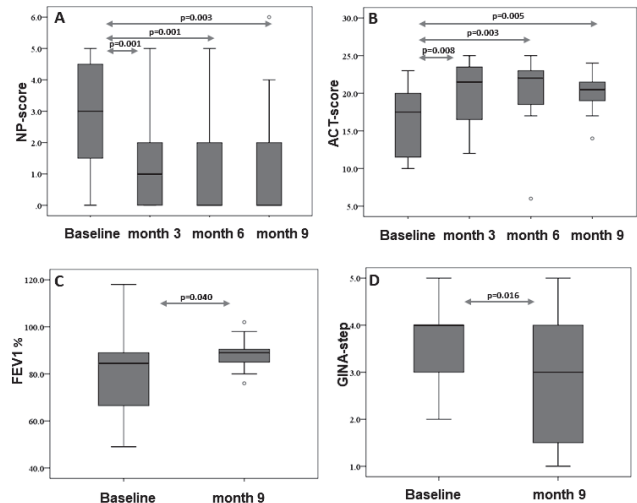 A
B
p=0.003
p=0.001
p=0.001
NP-score
6.0
5.0
4.0
3.0
2.0
1.0
.0
Baseline month 3 month 6 month 9
p=0.005
p=0.003
p=0.008
ACT-score
30.0
25.0
20.0
15.0
10.0
5.0
Baseline month 3 month 6 month 9
C
p=0.040
FEV1 %
120.0
100.0
80.0
60.0
40.0
Baseline month 9
D
p=0.016
GINA-step
5.0
4.0
3.0
2.0
1.0
Baseline month 9